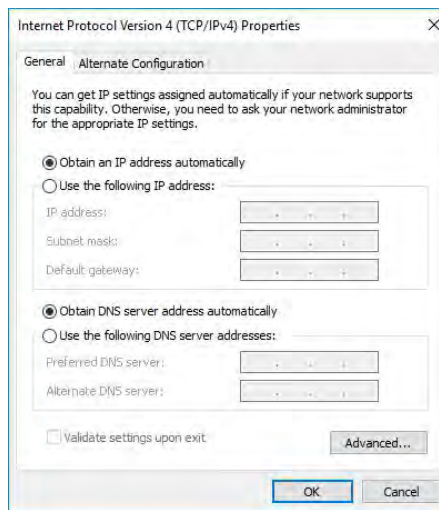 Internet Protocol Version 4 (TCP/IPv4) Properties
General
Alternate Configuration
You can get IP settings assigned automatically if your network supports
this capability. Otherwise, you need to ask your network administrator
for the appropriate IP settings.
Obtain an IP address automatically
Use the following IP address:
IP address:
Subnet mask:
Default gateway:
Obtain DNS server address automatically
Use the following DNS server addresses:
Preferred DNS server:
Alternate DNS server:
Validate settings upon exit
Advanced...
OK
Cancel